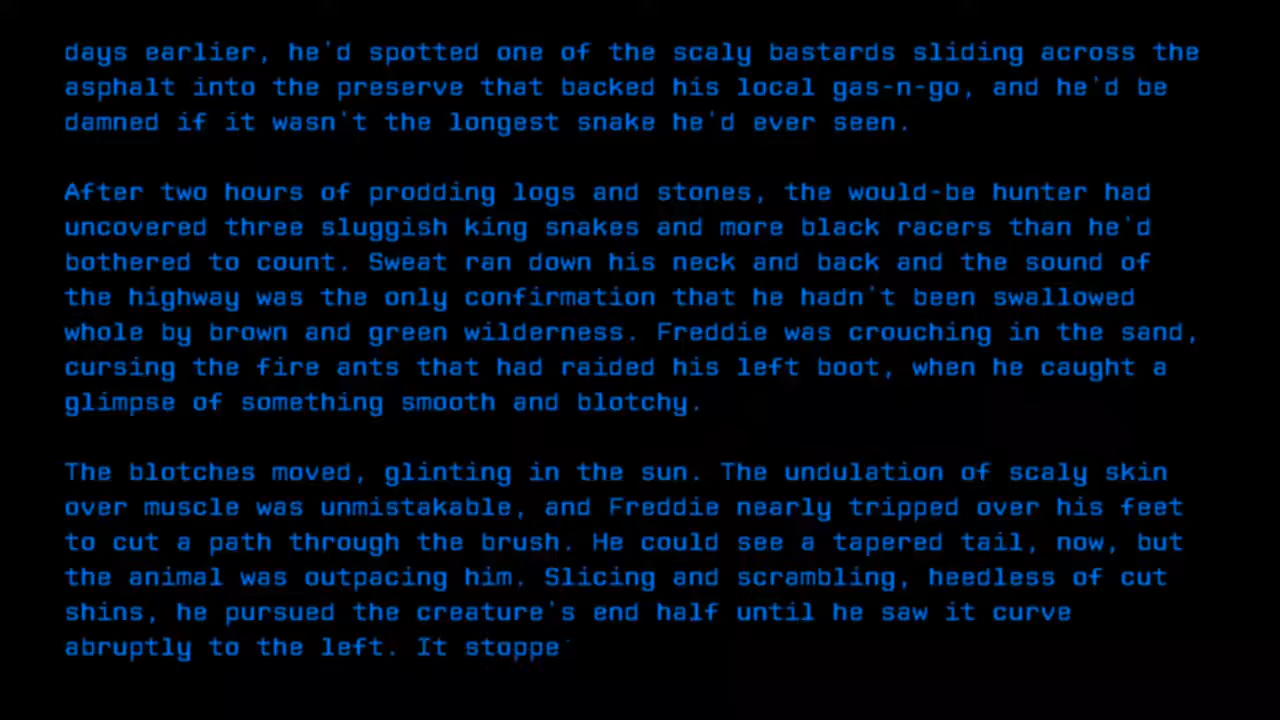 days earlier, he'd spotted one of the scaly bastards sliding across the
asphalt into the preserve that backed his local gas-n-go, and he'd be
damned if it wasn't the longest snake he'd ever seen.
After two hours of prodding logs and stones, the would-be hunter had
uncovered three sluggish king snakes and more black racers than he'd
bothered to count. Sweat ran down his neck and back and the sound of
the highway was the only confirmation that he hadn't been swallowed
whole by brown and green wilderness. Freddie was crouching in the sand,
cursing the fire ants that had raided his left boot, when he caught a
glimpse of something smooth and blotchy.
The blotches moved, glinting in the sun. The undulation of scaly skin
over muscle was unmistakable, and Freddie nearly tripped over his feet
to cut a path through the brush. He could see a tapered tail, now, but
the animal was outpacing him. Slicing and scrambling, heedless of cut
shins, he pursued the creature's end half until he saw it curve
abruptly to the left. It stoppe